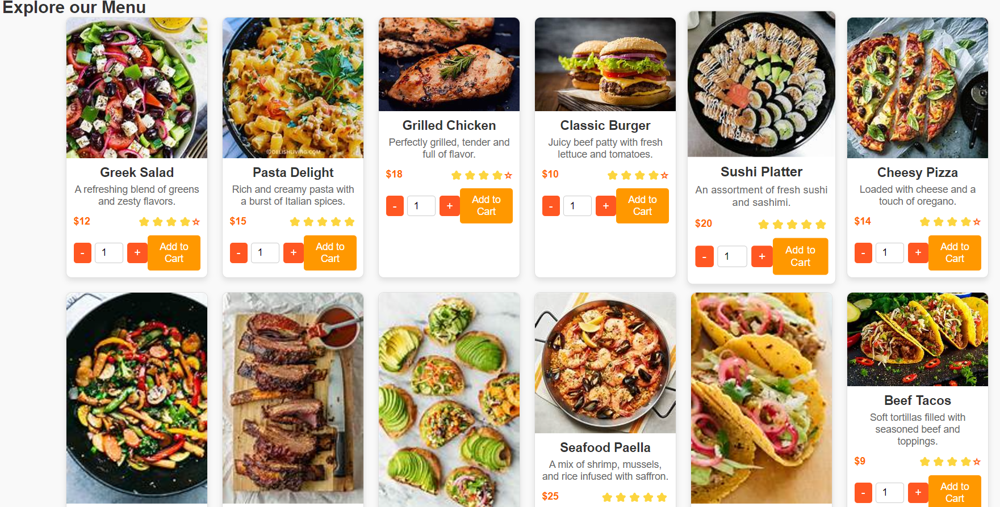 Explore our Menu
©DELISHLIVING.COM
Greek Salad
A refreshing blend of greens
and zesty flavors.
$12
-
1
+
Add to
Cart
Pasta Delight
Rich and creamy pasta with
a burst of Italian spices.
$15
-
1
+
Add to
Cart
Grilled Chicken
Perfectly grilled, tender and
full of flavor.
$18
-
1
+
Add to
Cart
Classic Burger
Juicy beef patty with fresh
lettuce and tomatoes.
$10
-
1
+
Add to
Cart
Sushi Platter
An assortment of fresh sushi
and sashimi.
$20
-
1
+
Add to
Cart
Cheesy Pizza
Loaded with cheese and a
touch of oregano.
$14
-
1
+
Add to
Cart
Seafood Paella
A mix of shrimp, mussels,
and rice infused with saffron.
$25
Beef Tacos
Soft tortillas filled with
seasoned beef and
toppings.
$9
-
1
+
Add to
Cart